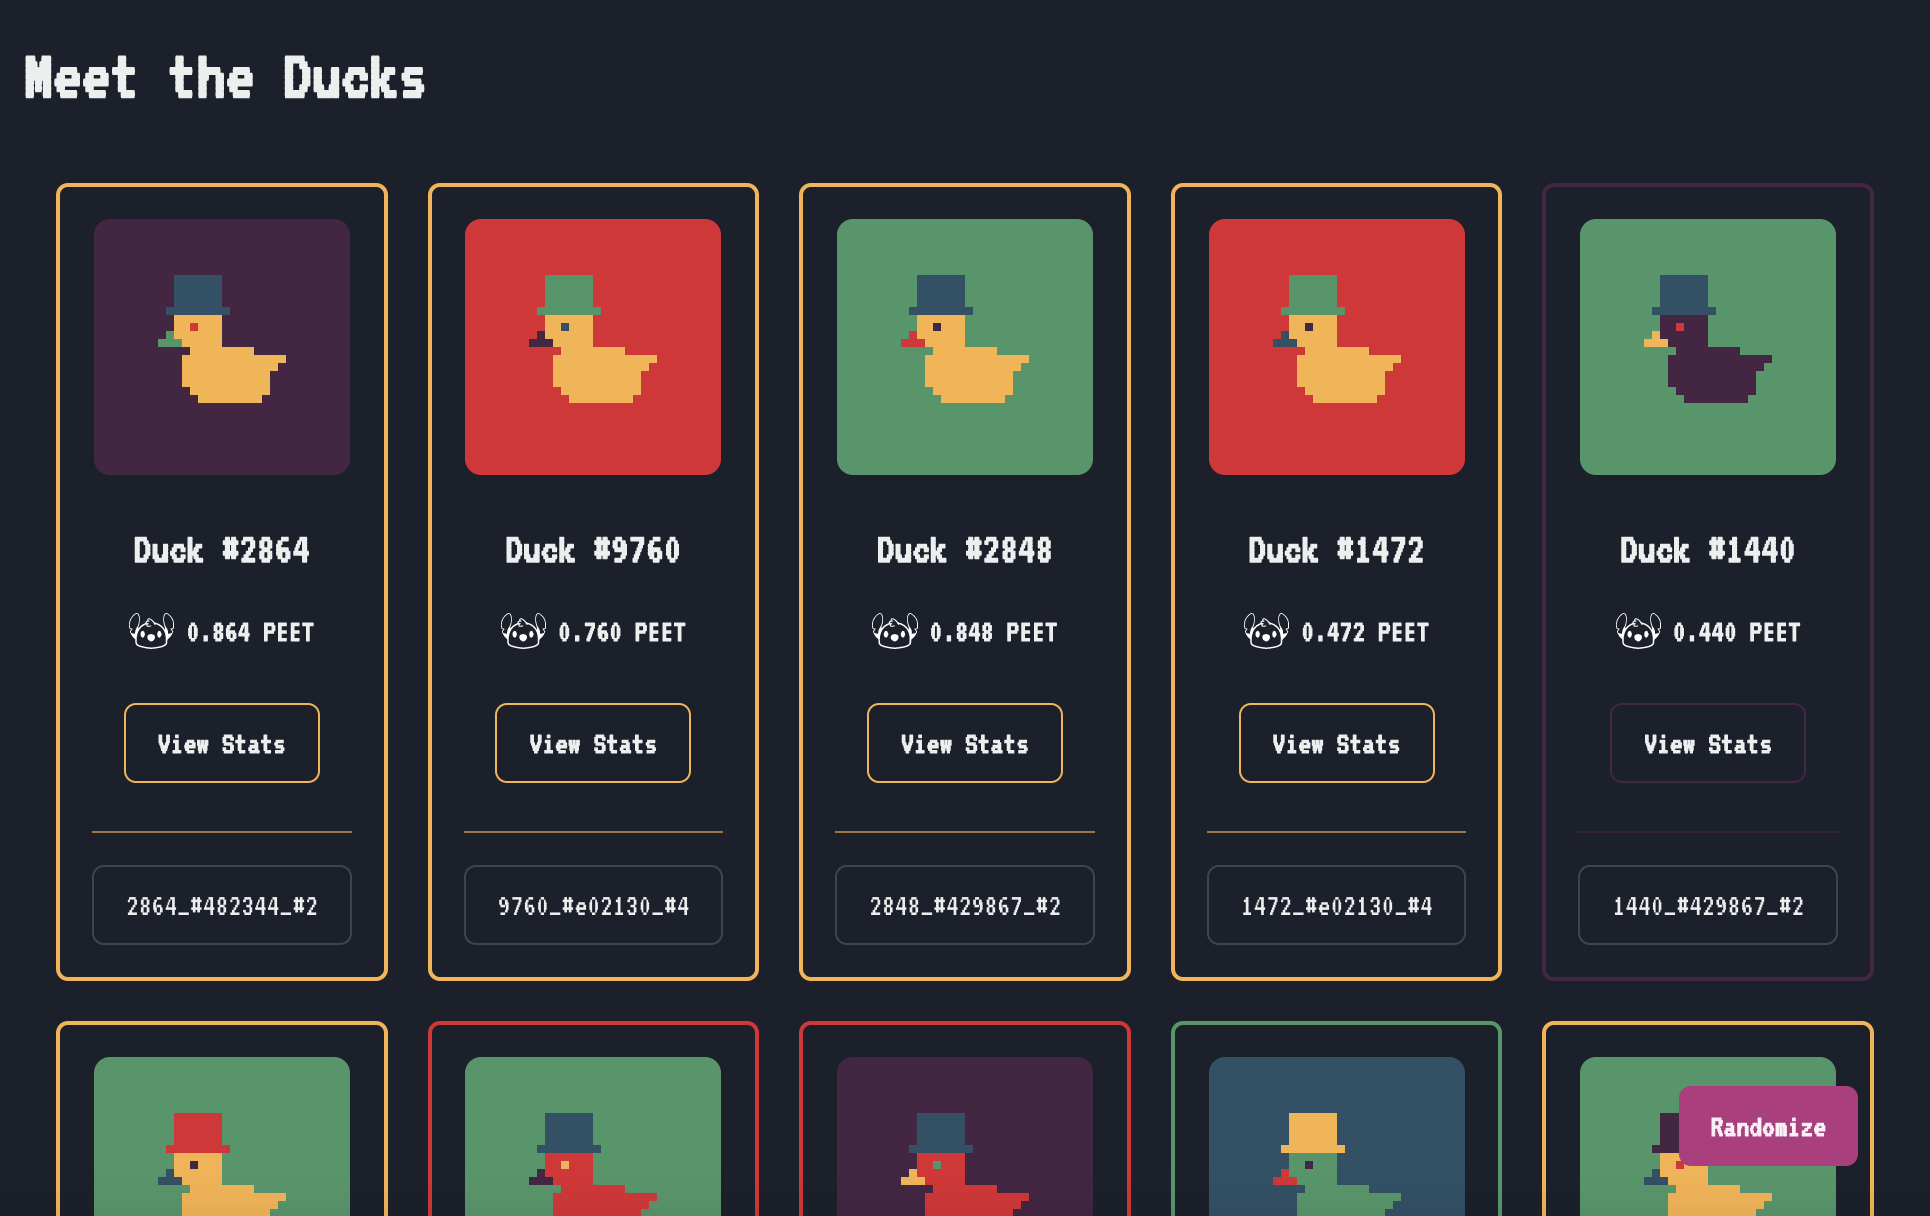 Meet the Ducks
Duck #2864
0.864 PEET
View Stats
2864_#482344_#2
Duck #9760
0.760 PEET
View Stats
9760_#e02130_#4
Duck #2848
0.848 PEET
View Stats
2848_#429867_#2
Duck #1472
0.472 PEET
View Stats
1472_#e02130_#4
Duck #1440
0.440 PEET
View Stats
1440_#429867_#2
Randomize